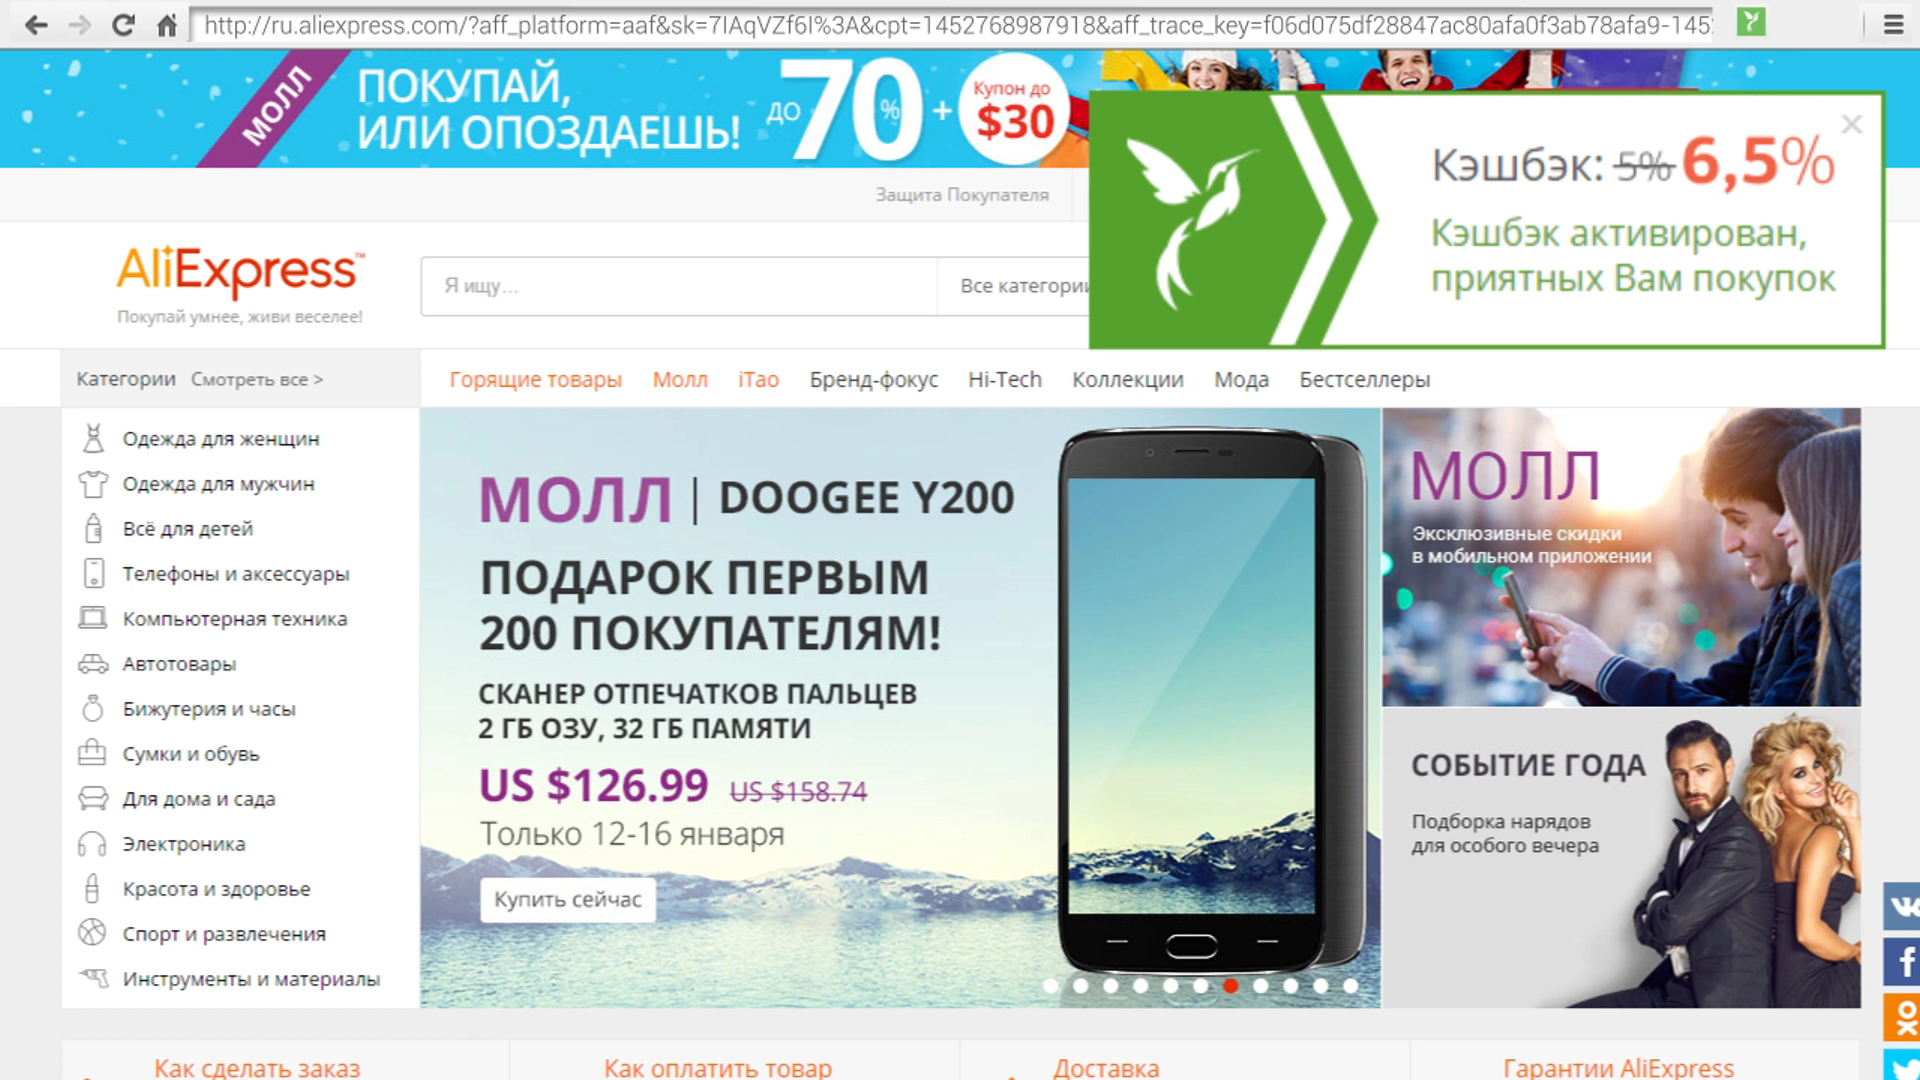 http://ru.aliexpress.com/?aff_platform=aaf&sk=7IAqVZf6I%3A&cpt=1452768987918&aff_trace_key=f06d075df28847ac80afa0f3ab78afa9-145
МОЛЛ
ПОКУПАЙ,
ИЛИ ОПОЗДАЕШЬ!
ДО 70% +
Купон до
$30
Защита Покупателя
Кэшбэк: 5% 6,5%
Кэшбэк активирован,
приятных Вам покупок
AliExpress™
Покупай умнее, живи веселее!
Я ищу...
Все категории
Категории Смотреть все >
Горящие товары Молл iTao Бренд-фокус Hi-Tech Коллекции Мода Бестселлеры
Одежда для женщин
Одежда для мужчин
Всё для детей
Телефоны и аксессуары
Компьютерная техника
Автотовары
Бижутерия и часы
Сумки и обувь
Для дома и сада
Электроника
Красота и здоровье
Спорт и развлечения
Инструменты и материалы
МОЛЛ | DOOGEE Y200
ПОДАРОК ПЕРВЫМ
200 ПОКУПАТЕЛЯМ!
СКАНЕР ОТПЕЧАТКОВ ПАЛЬЦЕВ
2 ГБ ОЗУ, 32 ГБ ПАМЯТИ
US $126.99 US $158.74
Только 12-16 января
Купить сейчас
МОЛЛ
Эксклюзивные скидки
в мобильном приложении
СОБЫТИЕ ГОДА
Подборка нарядов
для особого вечера
Как сделать заказ
Как оплатить товар
Доставка
Гарантии AliExpress